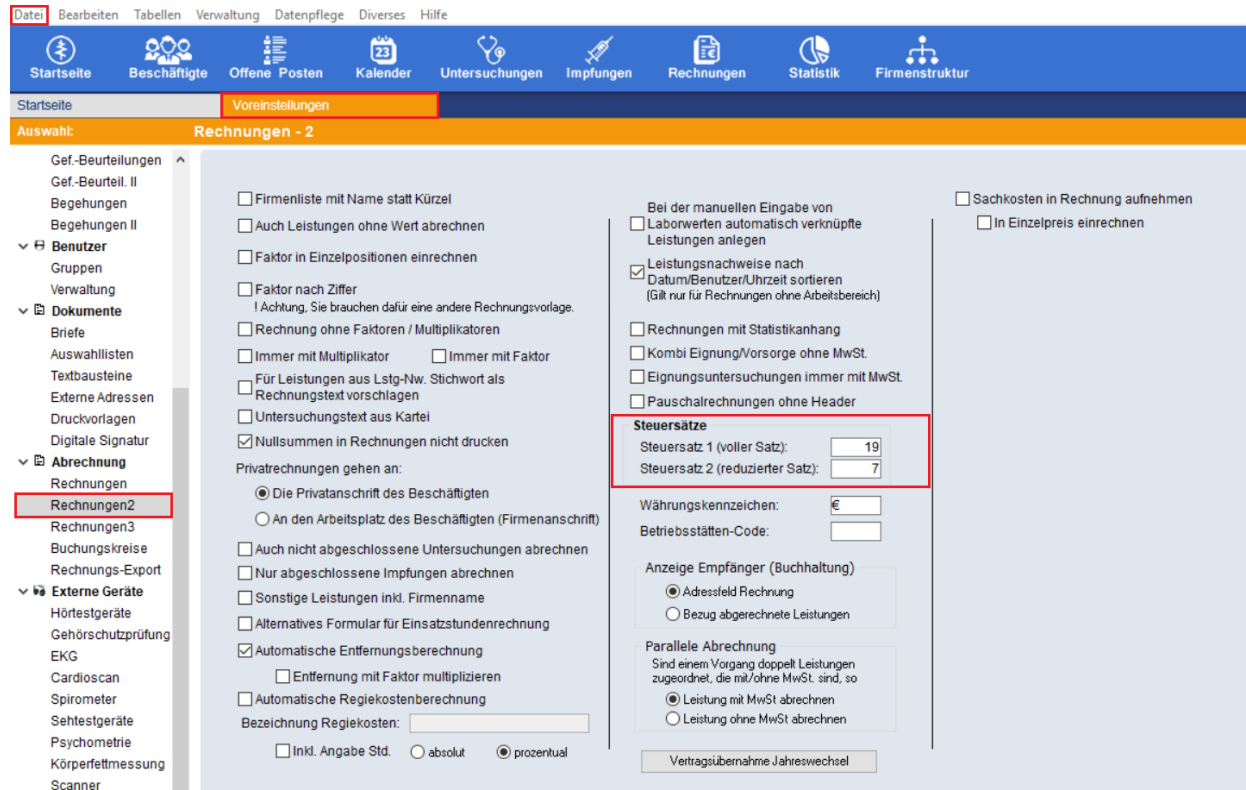 Datei Bearbeiten Tabellen Verwaltung Datenpflege Diverses Hilfe
Startseite Beschäftigte Offene Posten Kalender Untersuchungen Impfungen Rechnungen Statistik Firmenstruktur
23
Startseite Voreinstellungen
Auswahl: Rechnungen - 2
Gef.-Beurteilungen
Gef.-Beurteil. II
Begehungen
Begehungen II
Benutzer
Gruppen
Verwaltung
Dokumente
Briefe
Auswahllisten
Textbausteine
Externe Adressen
Druckvorlagen
Digitale Signatur
Abrechnung
Rechnungen
Rechnungen2
Rechnungen3
Buchungskreise
Rechnungs-Export
Externe Geräte
Hörtestgeräte
Gehörschutzprüfung
EKG
Cardioscan
Spirometer
Sehtestgeräte
Psychometrie
Körperfettmessung
Scanner
Firmenliste mit Name statt Kürzel
Auch Leistungen ohne Wert abrechnen
Faktor in Einzelpositionen einrechnen
Faktor nach Ziffer
! Achtung, Sie brauchen dafür eine andere Rechnungsvorlage.
Rechnung ohne Faktoren / Multiplikatoren
Immer mit Multiplikator Immer mit Faktor
Für Leistungen aus Lstg-Nw. Stichwort als
Rechnungstext vorschlagen
Untersuchungstext aus Kartei
Nullsummen in Rechnungen nicht drucken
Privatrechnungen gehen an:
Die Privatanschrift des Beschäftigten
An den Arbeitsplatz des Beschäftigten (Firmenanschrift)
Auch nicht abgeschlossene Untersuchungen abrechnen
Nur abgeschlossene Impfungen abrechnen
Sonstige Leistungen inkl. Firmenname
Alternatives Formular für Einsatzstundenrechnung
Automatische Entfernungsberechnung
Entfernung mit Faktor multiplizieren
Automatische Regiekostenberechnung
Bezeichnung Regiekosten:
Inkl. Angabe Std. absolut prozentual
Bei der manuellen Eingabe von
Laborwerten automatisch verknüpfte
Leistungen anlegen
Leistungsnachweise nach
Datum/Benutzer/Uhrzeit sortieren
(Gilt nur für Rechnungen ohne Arbeitsbereich)
Rechnungen mit Statistikanhang
Kombi Eignung/Vorsorge ohne MwSt.
Eignungsuntersuchungen immer mit MwSt.
Pauschalrechnungen ohne Header
Steuersätze
Steuersatz 1 (voller Satz): 19
Steuersatz 2 (reduzierter Satz): 7
Währungskennzeichen: €
Betriebsstätten-Code:
Anzeige Empfänger (Buchhaltung)
Adressfeld Rechnung
Bezug abgerechnete Leistungen
Parallele Abrechnung
Sind einem Vorgang doppelt Leistungen
zugeordnet, die mit/ohne MwSt. sind, so
Leistung mit MwSt abrechnen
Leistung ohne MwSt abrechnen
Vertragsübernahme Jahreswechsel
Sachkosten in Rechnung aufnehmen
In Einzelpreis einrechnen